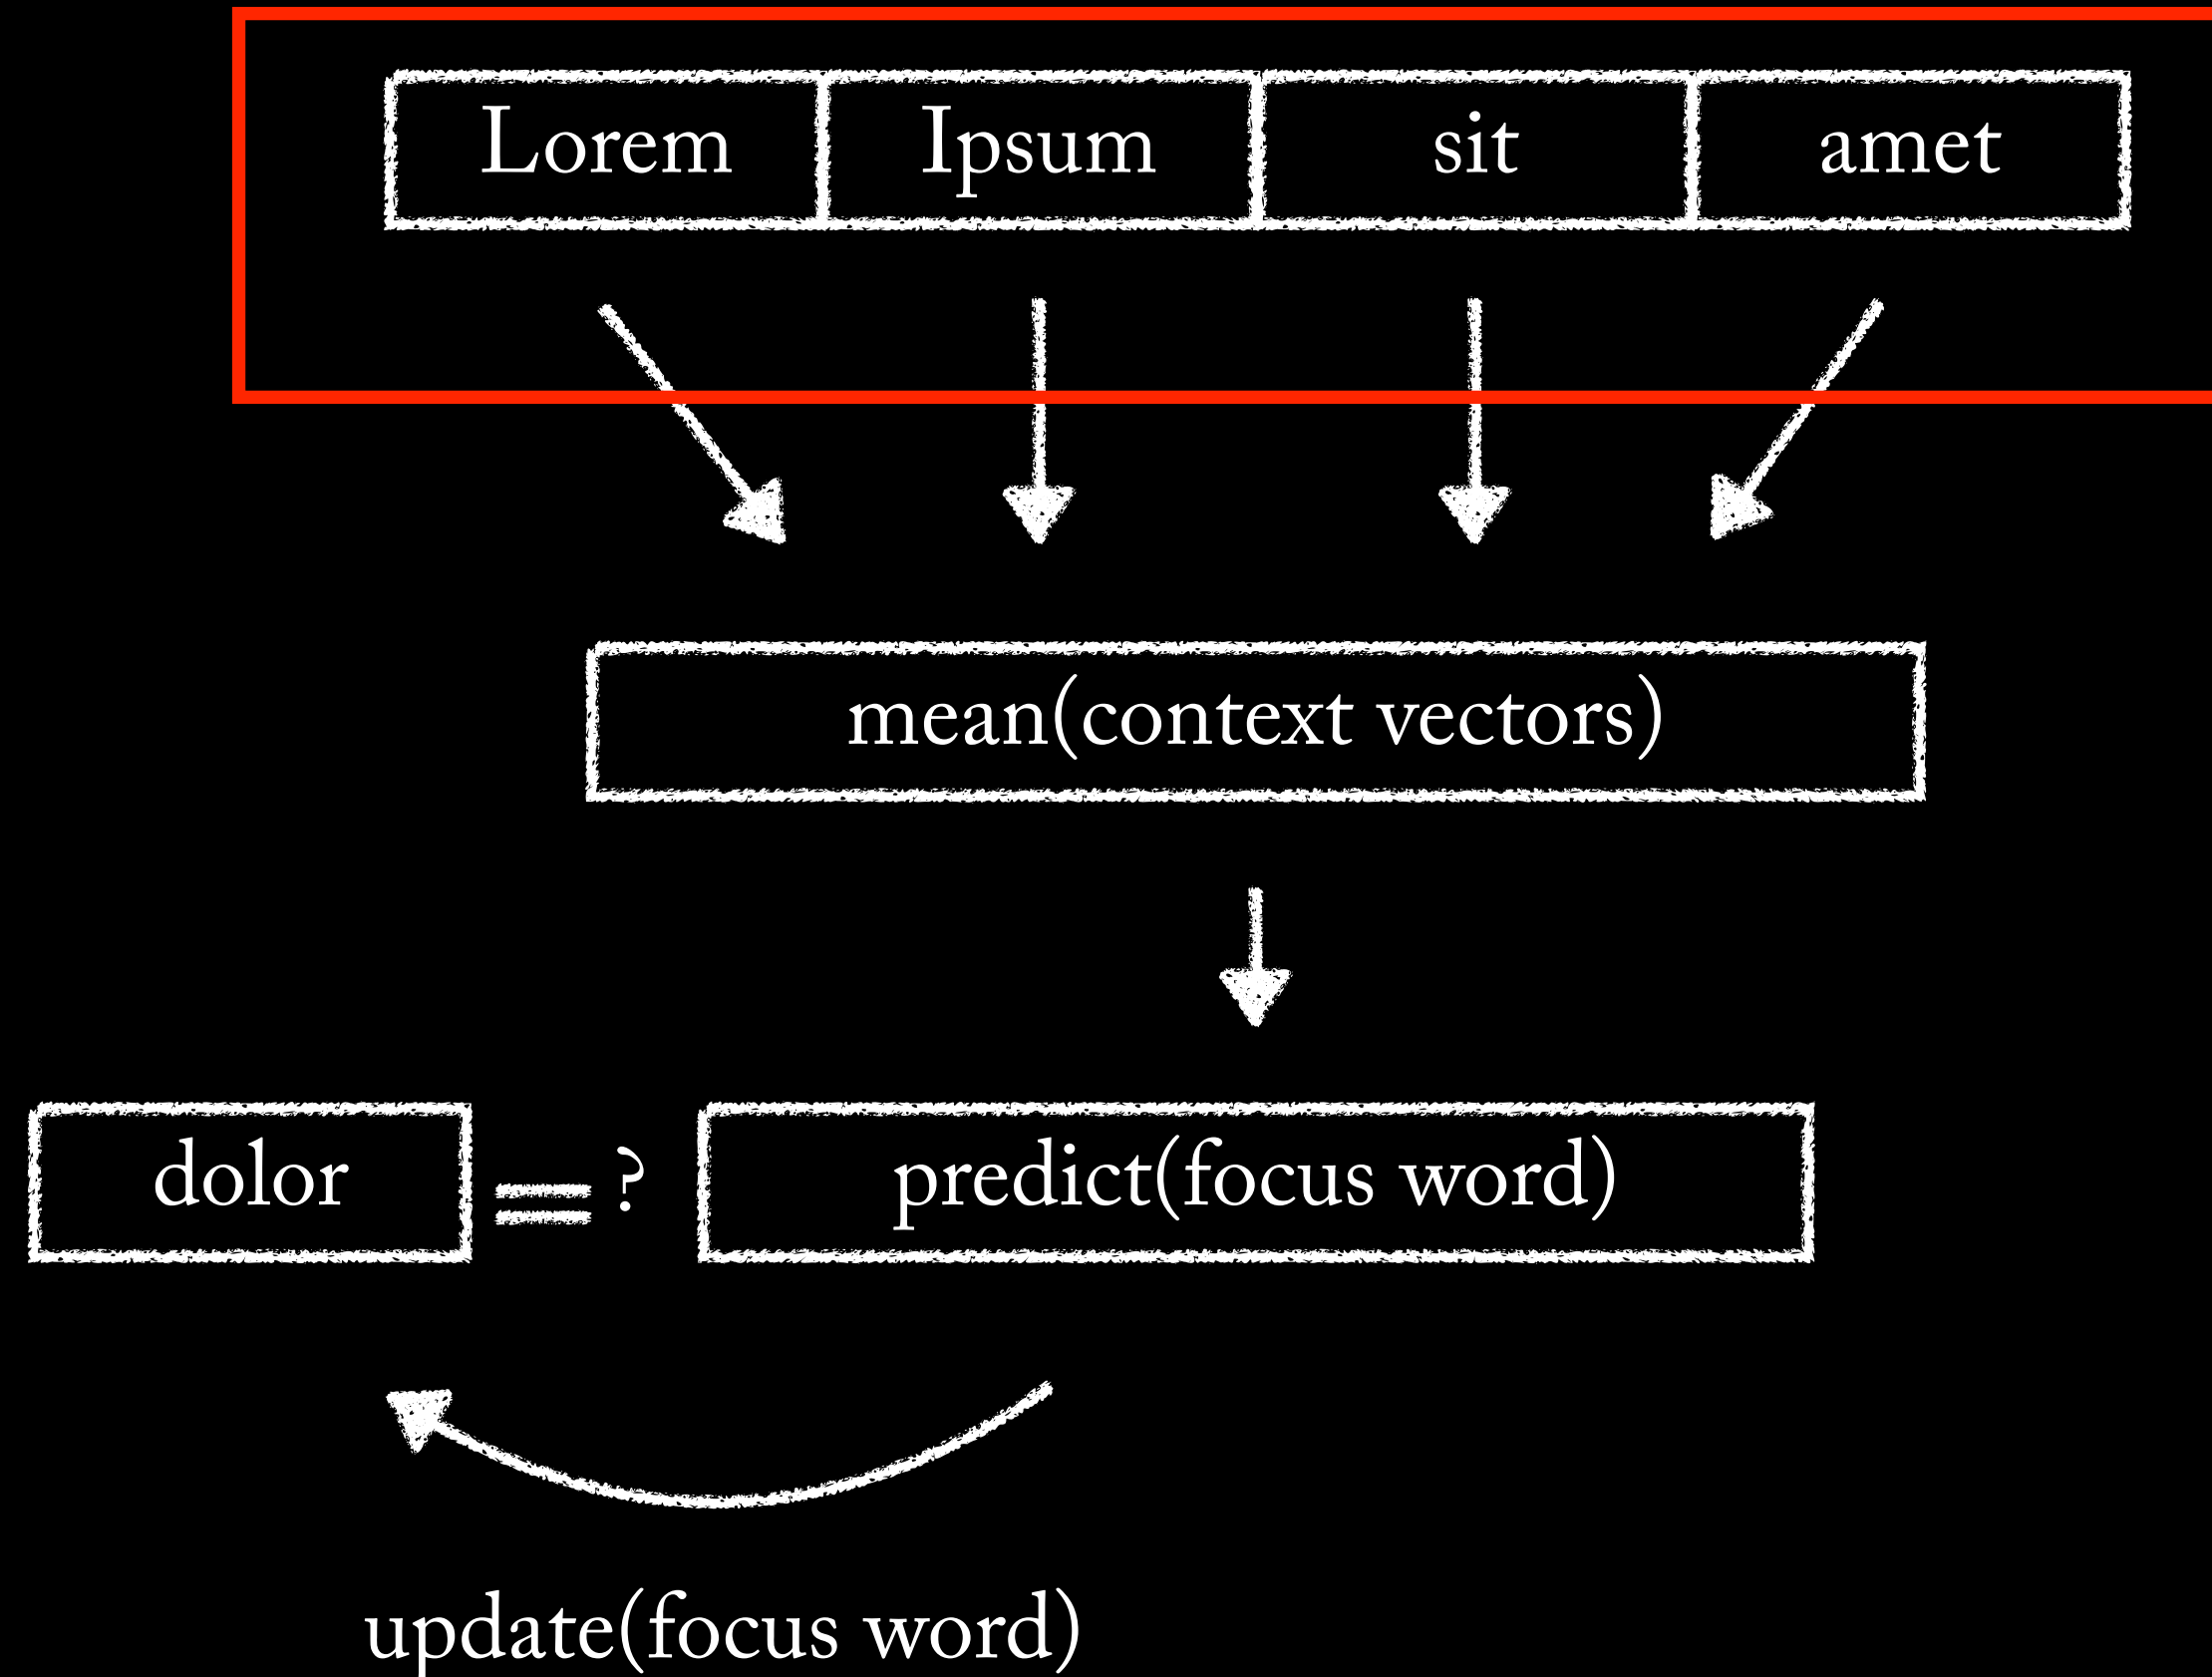 Lorem Ipsum sit amet
mean(context vectors)
dolor =? predict(focus word)
update(focus word)